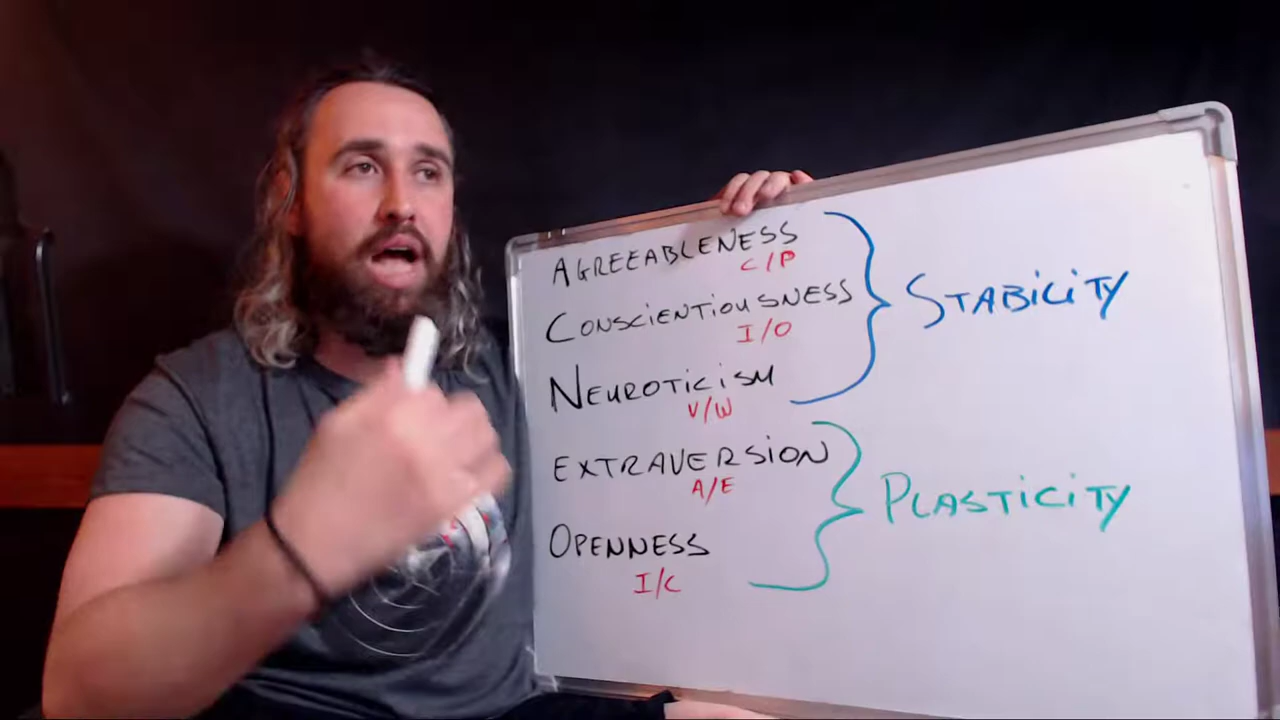 AGREEABLENESS
C/P
CONSCIENTIOUSNESS
I/O
NEUROTICISM
V/W
STABILITY
EXTRAVERSION
A/E
OPENNESS
I/C
PLASTICITY